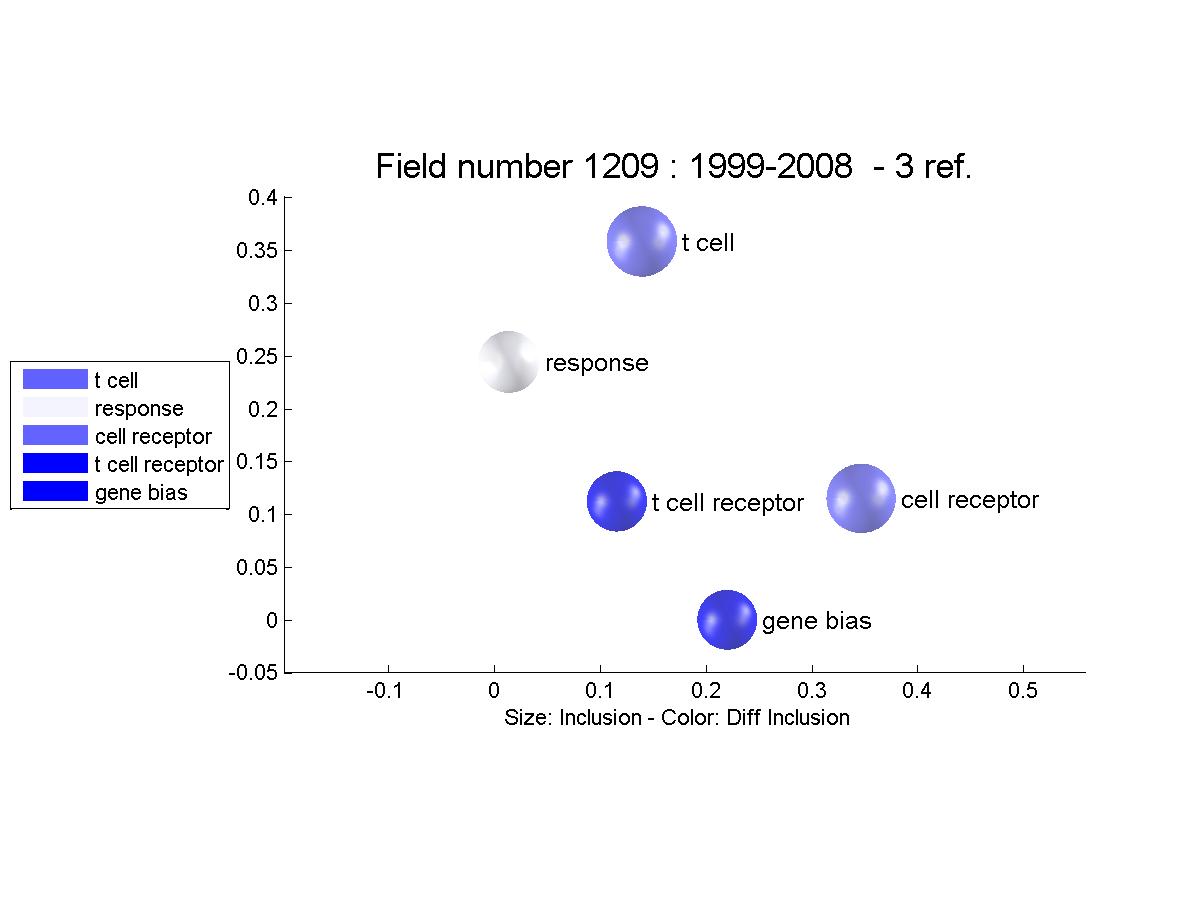 Field number 1209 : 1999-2008 - 3 ref.
0.4
0.35
0.3
0.25
0.2
0.15
0.1
0.05
0
-0.05
t cell
response
t cell receptor
cell receptor
gene bias
t cell
response
cell receptor
t cell receptor
gene bias
-0.1 0 0.1 0.2 0.3 0.4 0.5
Size: Inclusion - Color: Diff Inclusion